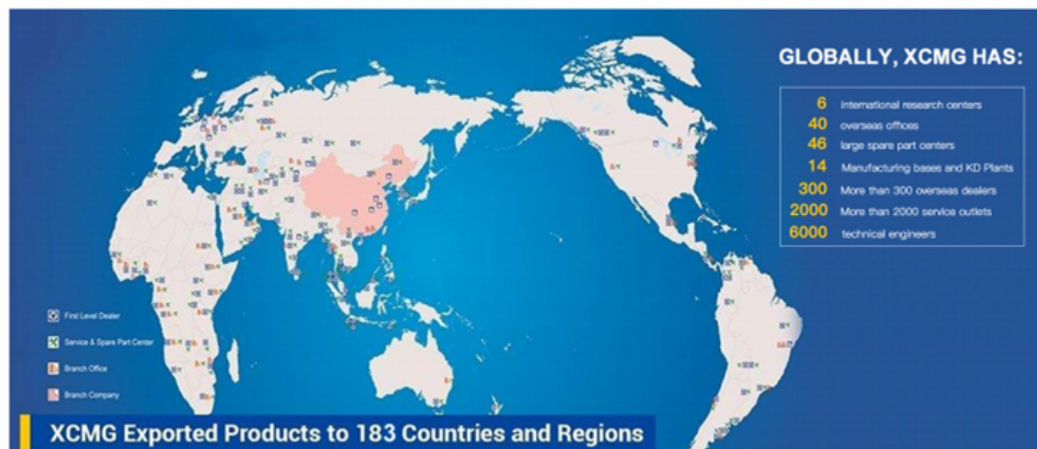 GLOBALLY, XCMG HAS:
6 International research centers
40 overseas offices
46 large spare part centers
14 Manufacturing bases and KD Plants
300 More than 300 overseas dealers
2000 More than 2000 service outlets
6000 technical engineers
First Level Dealer
Service & Spare Part Center
Branch Office
Branch Company
XCMG Exported Products to 183 Countries and Regions